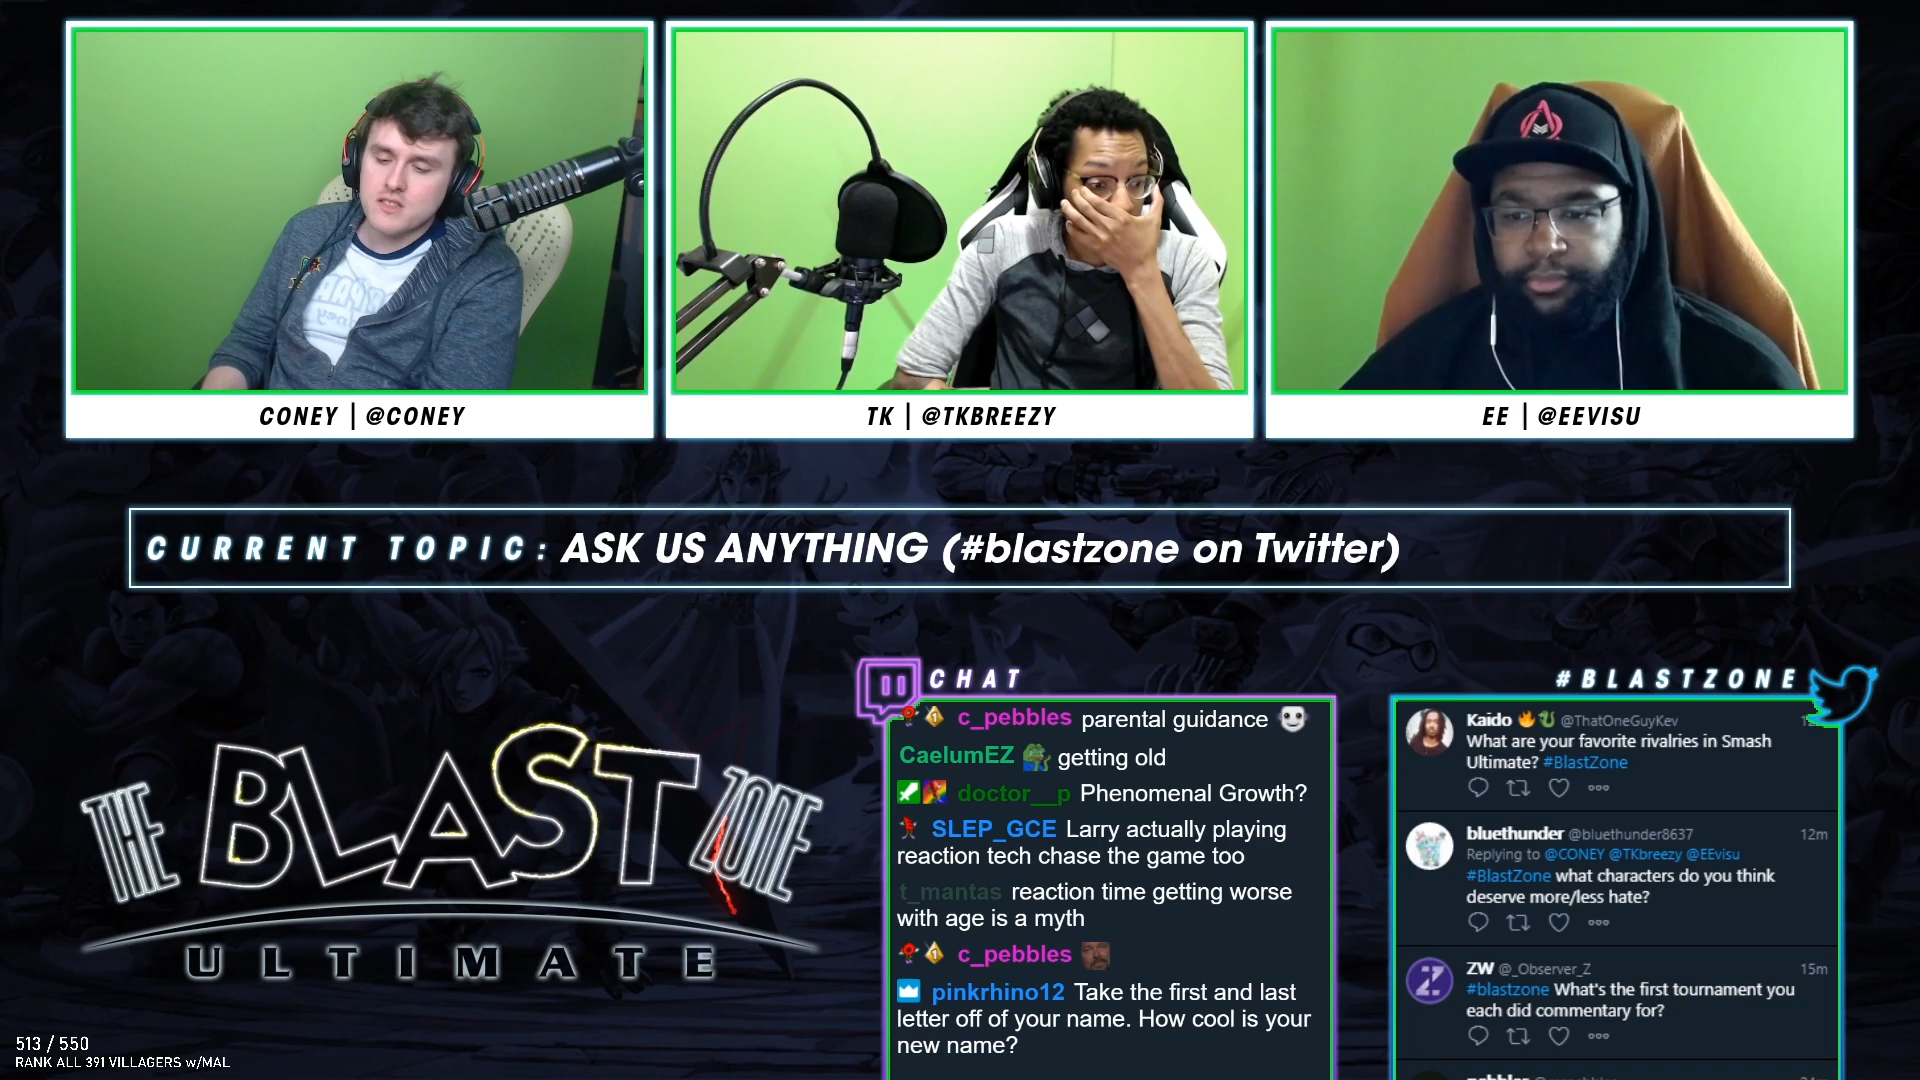 CONEY | @CONEY
TK | @TKBREEZY
EE | @EEVISU
CURRENT TOPIC: ASK US ANYTHING (#blastzone on Twitter)
THE BLAST ZONE
ULTIMATE
513 / 550
RANK ALL 391 VILLAGERS w/MAL
CHAT
c_pebbles parental guidance
CaelumEZ getting old
doctor__p Phenomenal Growth?
SLEP_GCE Larry actually playing
reaction tech chase the game too
t_mantas reaction time getting worse
with age is a myth
c_pebbles
pinkrhino12 Take the first and last
letter off of your name. How cool is your
new name?
#BLASTZONE
Kaido @ThatOneGuyKev
What are your favorite rivalries in Smash
Ultimate? #BlastZone
bluethunder @bluethunder8637 12m
Replying to @CONEY @TKbreezy @EEvisu
#BlastZone what characters do you think
deserve more/less hate?
ZW @_Observer_Z 15m
#blastzone What's the first tournament you
each did commentary for?